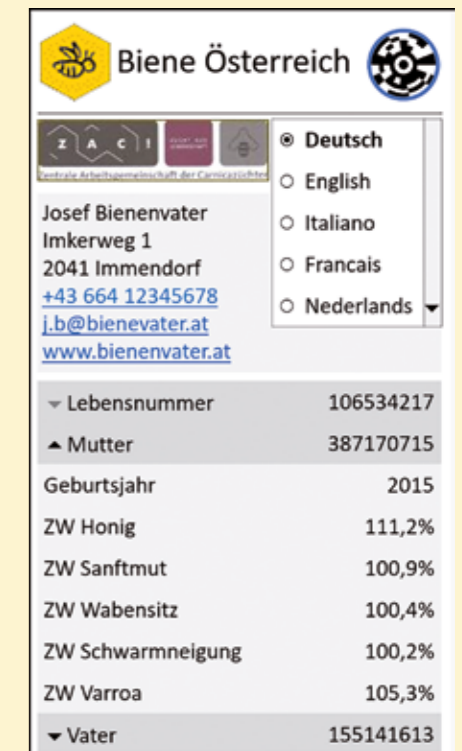 Biene Österreich
Z A C !
Zentrale Arbeitsgemeinschaft der Carnicazüchter
Josef Bienenvater
Imkerweg 1
2041 Immendorf
+43 664 12345678
j.b@bienevater.at
www.bienenvater.at
Deutsch
English
Italiano
Francais
Nederlands
Lebensnummer 106534217
Mutter 387170715
Geburtsjahr 2015
ZW Honig 111,2%
ZW Sanftmut 100,9%
ZW Wabensitz 100,4%
ZW Schwarmneigung 100,2%
ZW Varroa 105,3%
Vater 155141613